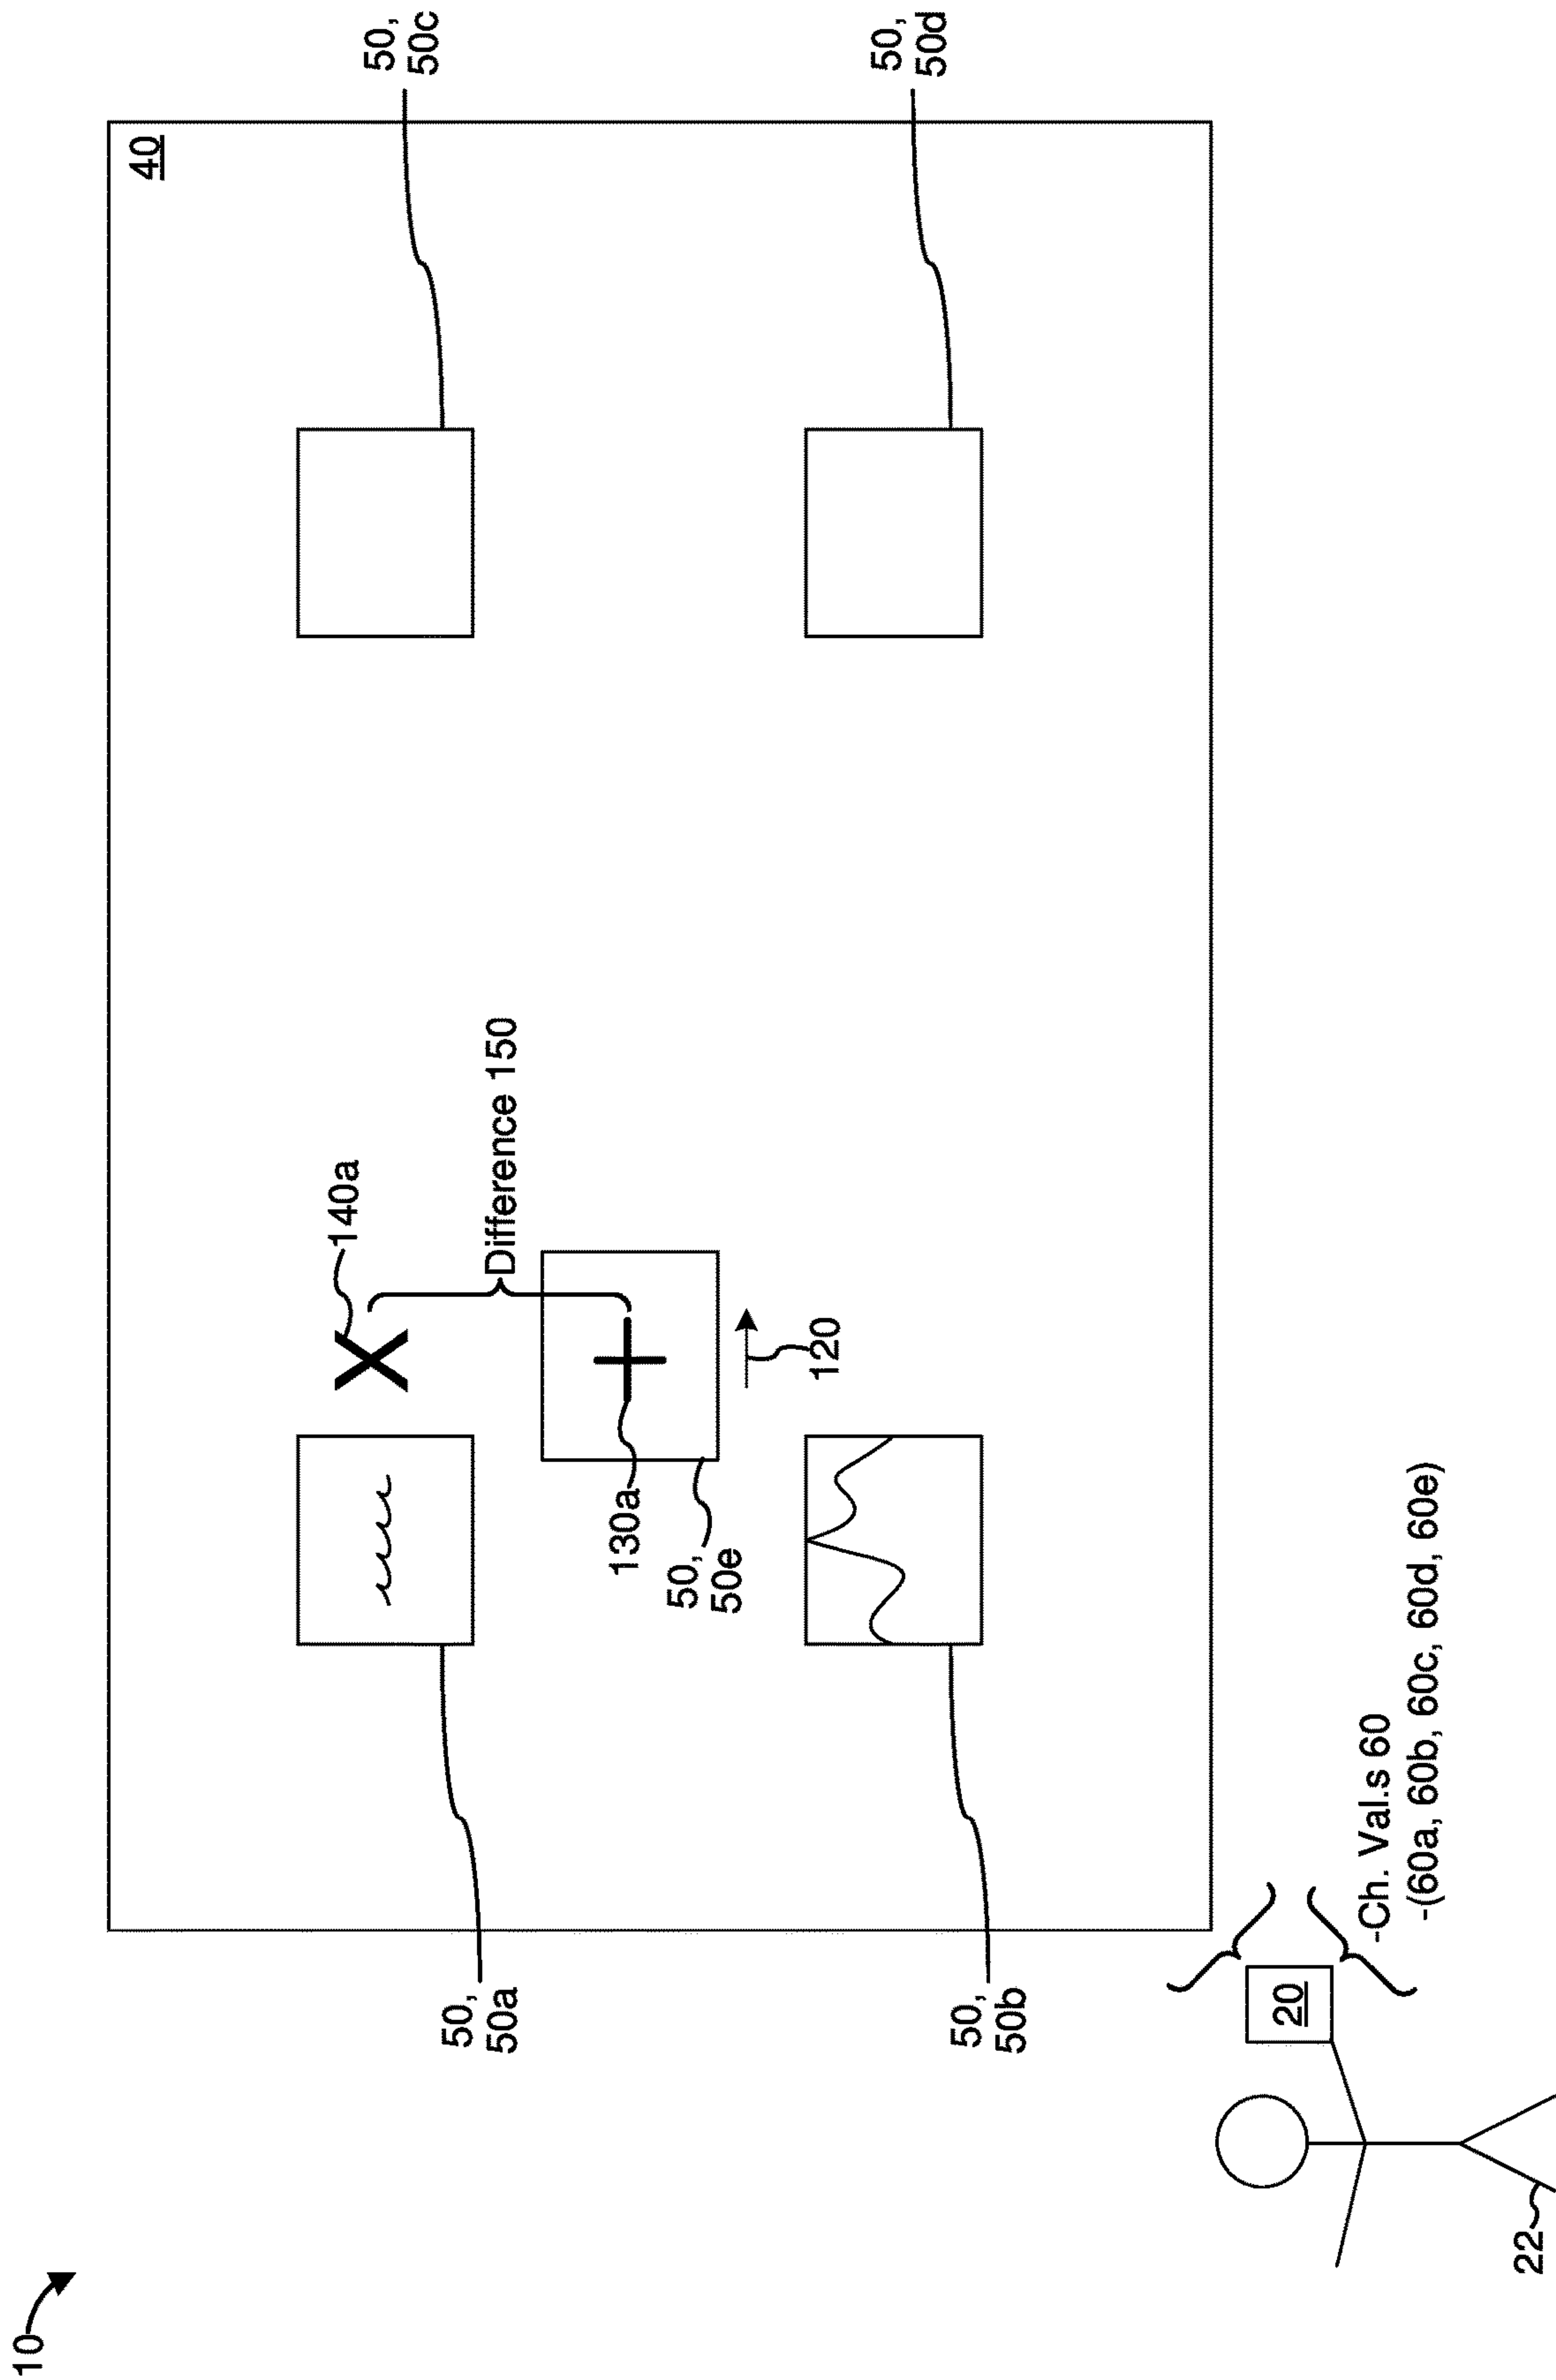 10
40
50,
50a
50,
50c
140a
Difference 150
130a
50,
50e
120
50,
50b
50,
50d
20
22
-Ch. Val.s 60
-(60a, 60b, 60c, 60d, 60e)